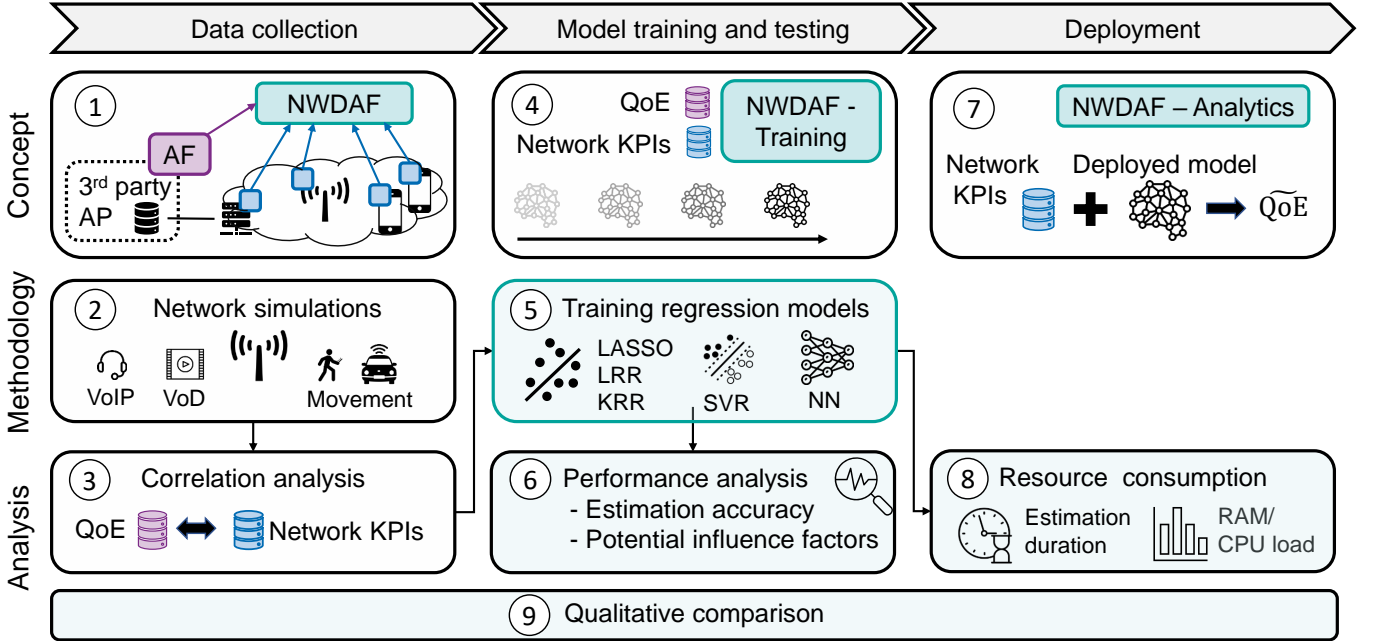 Data collection
Model training and testing
Deployment
Concept
1
NWDAF
AF
3rd party
AP
4
QoE
Network KPIs
NWDAF -
Training
7
NWDAF – Analytics
Network
KPIs
Deployed model
Q͠oE
Methodology
2
Network simulations
VoIP
VoD
Movement
5
Training regression models
LASSO
LRR
KRR
SVR
NN
Analysis
3
Correlation analysis
QoE
Network KPIs
6
Performance analysis
- Estimation accuracy
- Potential influence factors
8
Resource consumption
Estimation
duration
RAM/
CPU load
9
Qualitative comparison